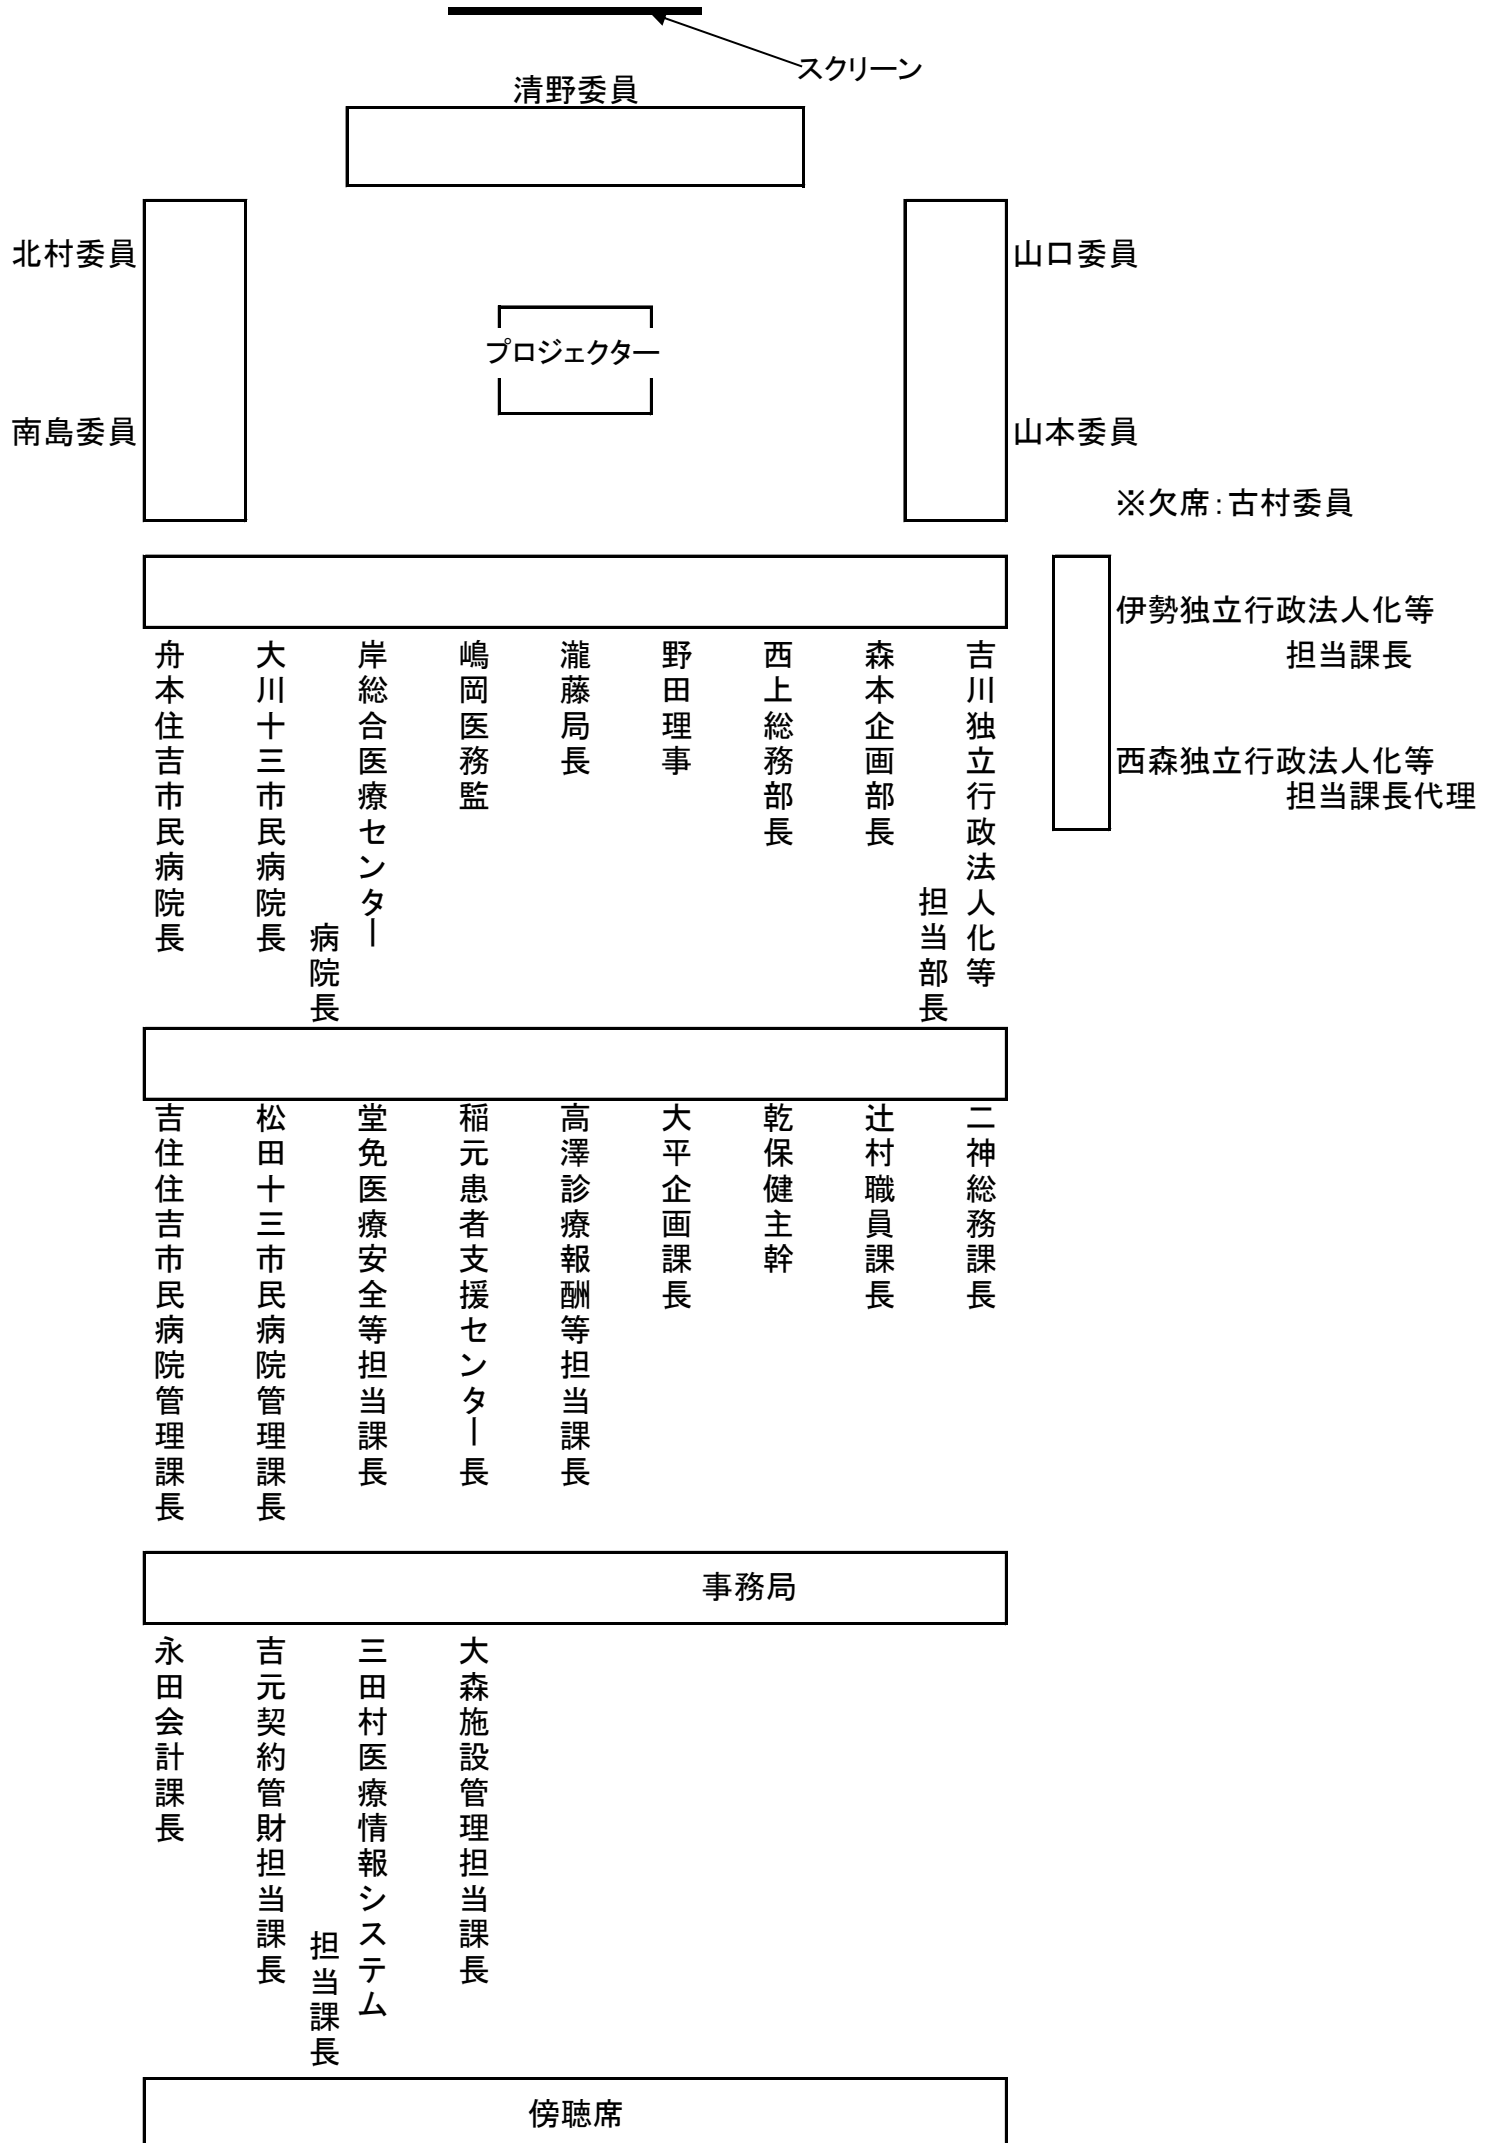 スクリーン
清野委員
北村委員
山口委員
プロジェクター
南島委員
山本委員
※欠席:古村委員
伊勢独立行政法人化等
担当課長
西森独立行政法人化等
担当課長代理
舟本住吉市民病院長
大川十三市民病院長
岸総合医療センター
病院長
嶋岡医務監
瀧藤局長
野田理事
西上総務部長
森本企画部長
吉川独立行政法人化等
担当部長
吉住住吉市民病院管理課長
松田十三市民病院管理課長
堂免医療安全等担当課長
稲元患者支援センター長
高澤診療報酬等担当課長
大平企画課長
乾保健主幹
辻村職員課長
二神総務課長
事務局
永田会計課長
吉元契約管財担当課長
三田村医療情報システム
担当課長
大森施設管理担当課長
傍聴席